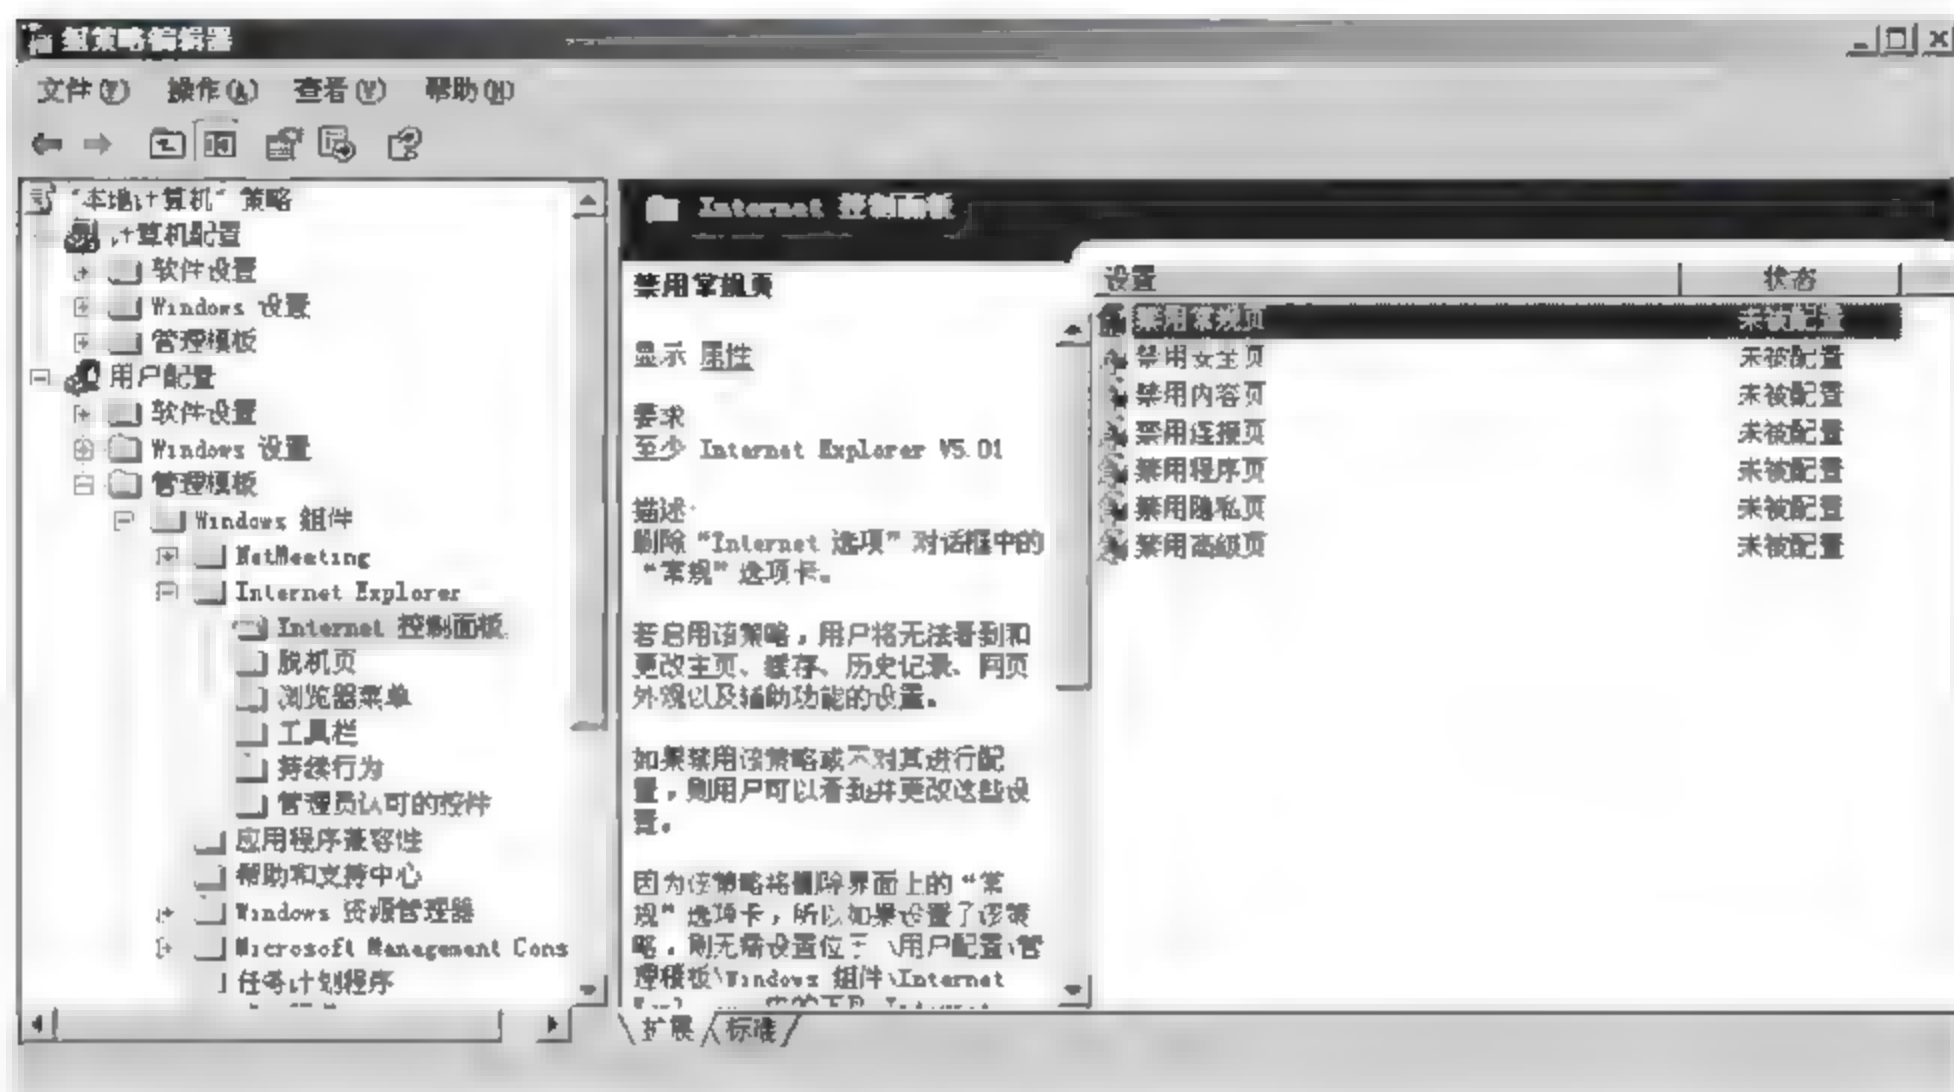 组策略编辑器
文件(F) 操作(A) 查看(V) 帮助(H)
“本地计算机” 策略
计算机配置
软件设置
Windows 设置
管理模板
用户配置
软件设置
Windows 设置
管理模板
Windows 组件
NetMeeting
Internet Explorer
Internet 控制面板
脱机页
浏览器菜单
工具栏
持续行为
管理员认可的控件
应用程序兼容性
帮助和支持中心
Windows 资源管理器
Microsoft Management Cons
任务计划程序
Internet 控制面板
禁用常规页
显示 属性
要求
至少 Internet Explorer V5.01
描述:
删除 “Internet 选项” 对话框中的
“常规” 选项卡。
若启用该策略，用户将无法看到和
更改主页、缓存、历史记录、网页
外观以及辅助功能的设置。
如果禁用该策略或不对其进行配
置，则用户可以看到并更改这些设
置。
因为该策略将删除界面上的“常
规” 选项卡，所以如果设置了该策
略，则无需设置位于 \用户配置\管
理模板\Windows 组件\Internet
扩展 标准
设置 状态
禁用常规页 未被配置
禁用安全页 未被配置
禁用内容页 未被配置
禁用连接页 未被配置
禁用程序页 未被配置
禁用隐私页 未被配置
禁用高级页 未被配置